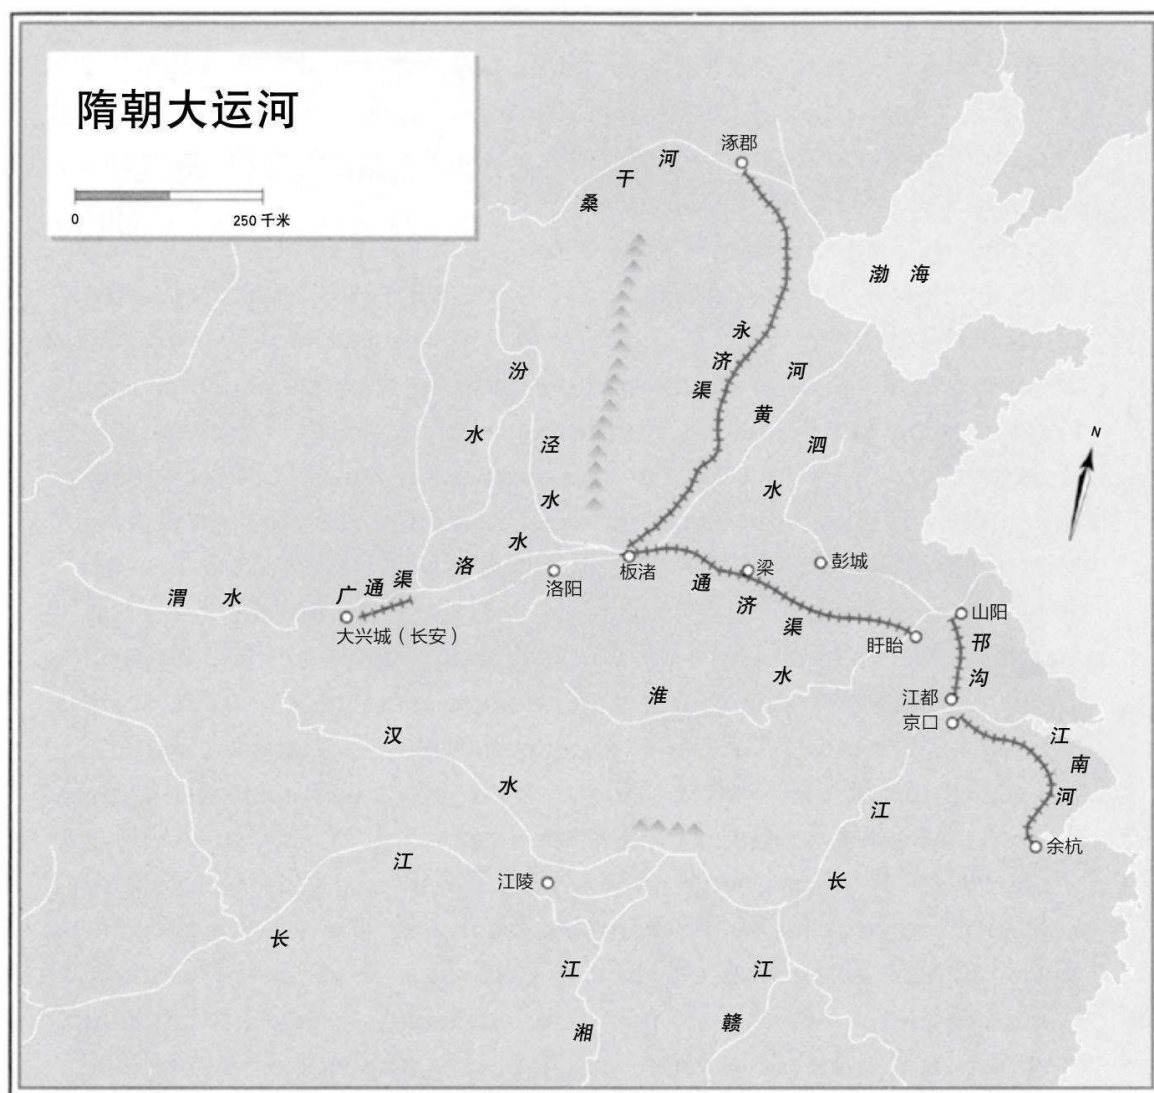 隋朝大运河
0 250 千米
涿郡
桑干河
渤海
永济渠
黄河
汾水
泾水
泗水
N
洛水
渭水
广通渠
大兴城（长安）
洛阳
板渚
梁
通济渠
彭城
山阳
盱眙
邗沟
淮水
江都
京口
江南河
余杭
汉水
长江
江陵
长江
湘江
赣江